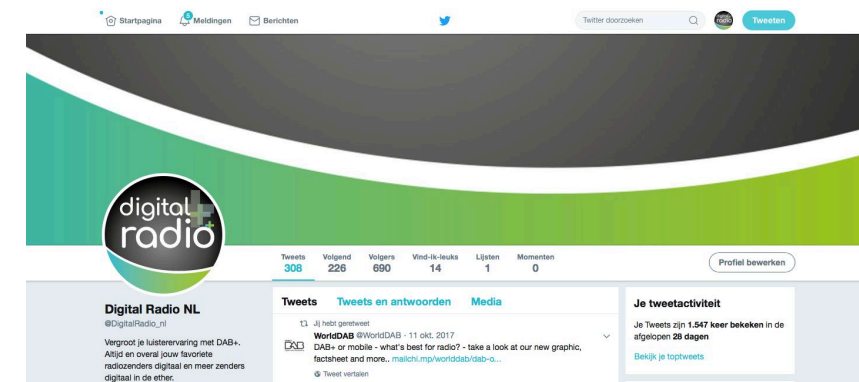 Startpagina
5
Meldingen
Berichten
Twitter doorzoeken
Tweeten
digital
radio
Tweets
308
Volgend
226
Volgers
690
Vind-ik-leuks
14
Lijsten
1
Momenten
0
Profiel bewerken
Digital Radio NL
@DigitalRadio_nl
Vergroot je luisterervaring met DAB+.
Altijd en overal jouw favoriete
radiozenders digitaal en meer zenders
digitaal in de ether.
Tweets Tweets en antwoorden Media
Jij hebt geretweet
WorldDAB @WorldDAB · 11 okt. 2017
DAB+ or mobile - what's best for radio? - take a look at our new graphic,
factsheet and more.. mailchi.mp/worlddab/dab-o...
Tweet vertalen
Je tweetactiviteit
Je Tweets zijn 1.547 keer bekeken in de
afgelopen 28 dagen
Bekijk je toptweets